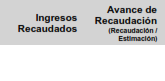 Ingresos
Recaudados
Avance de
Recaudación
(Recaudación /
Estimación)